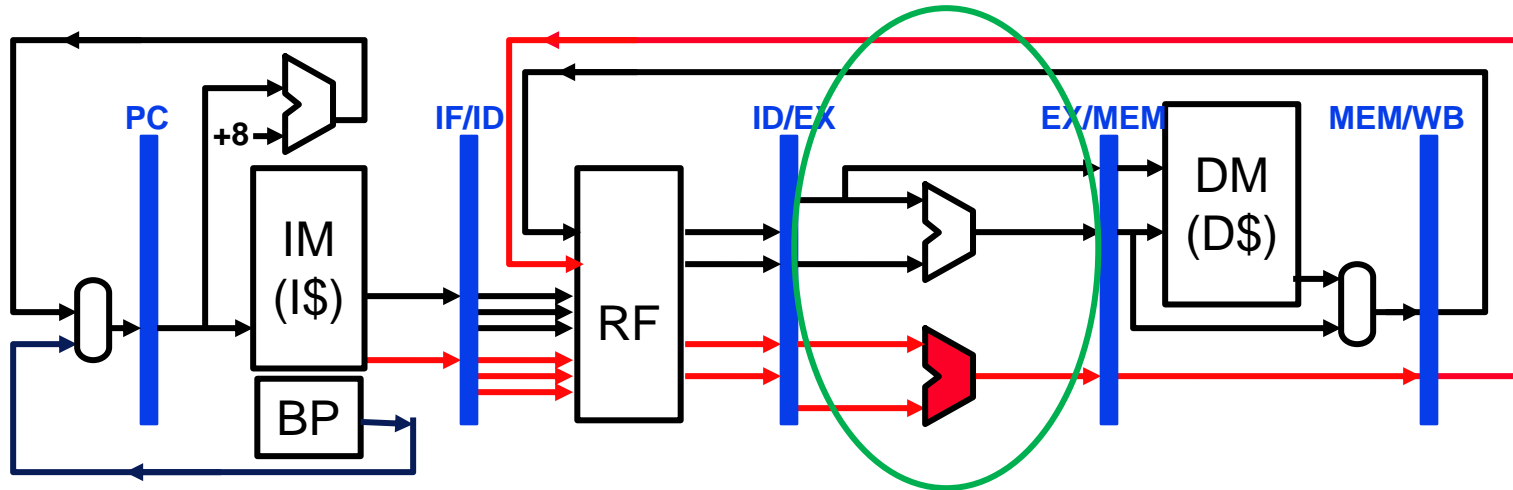 PC
IF/ID
ID/EX
EX/MEM
MEM/WB
+8
IM
(I$)
BP
RF
DM
(D$)